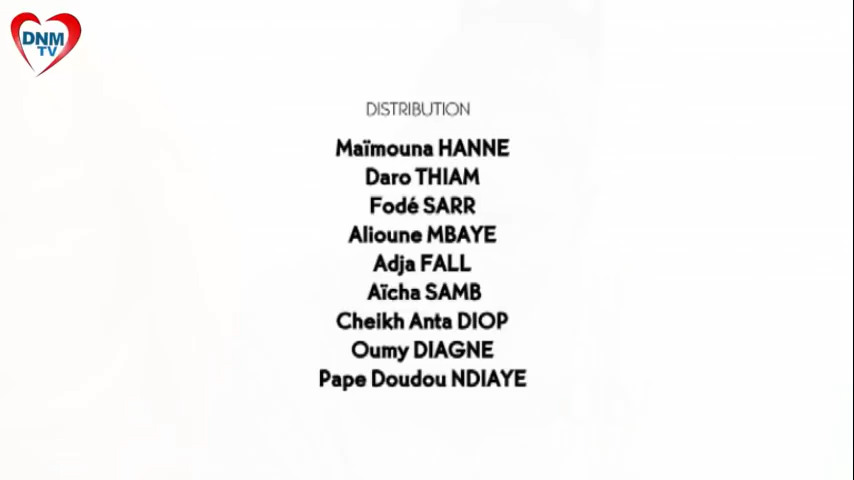 DNM
TV
DISTRIBUTION
Maïmouna HANNE
Daro THIAM
Fodé SARR
Alioune MBAYE
Adja FALL
Aïcha SAMB
Cheikh Anta DIOP
Oumy DIAGNE
Pape Doudou NDIAYE